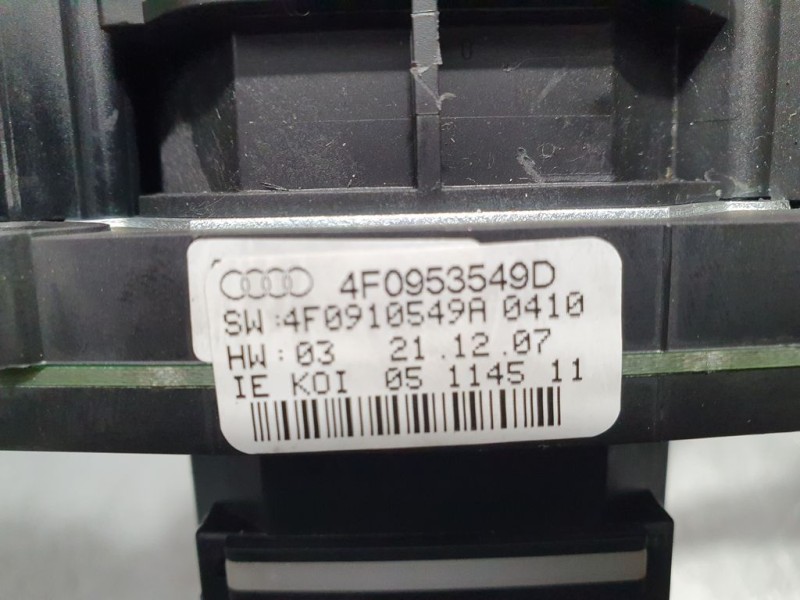 4F0953549D
SW :4F0910549A 0410
HW : 03 21.12.07
IE KOI 05 1145 11